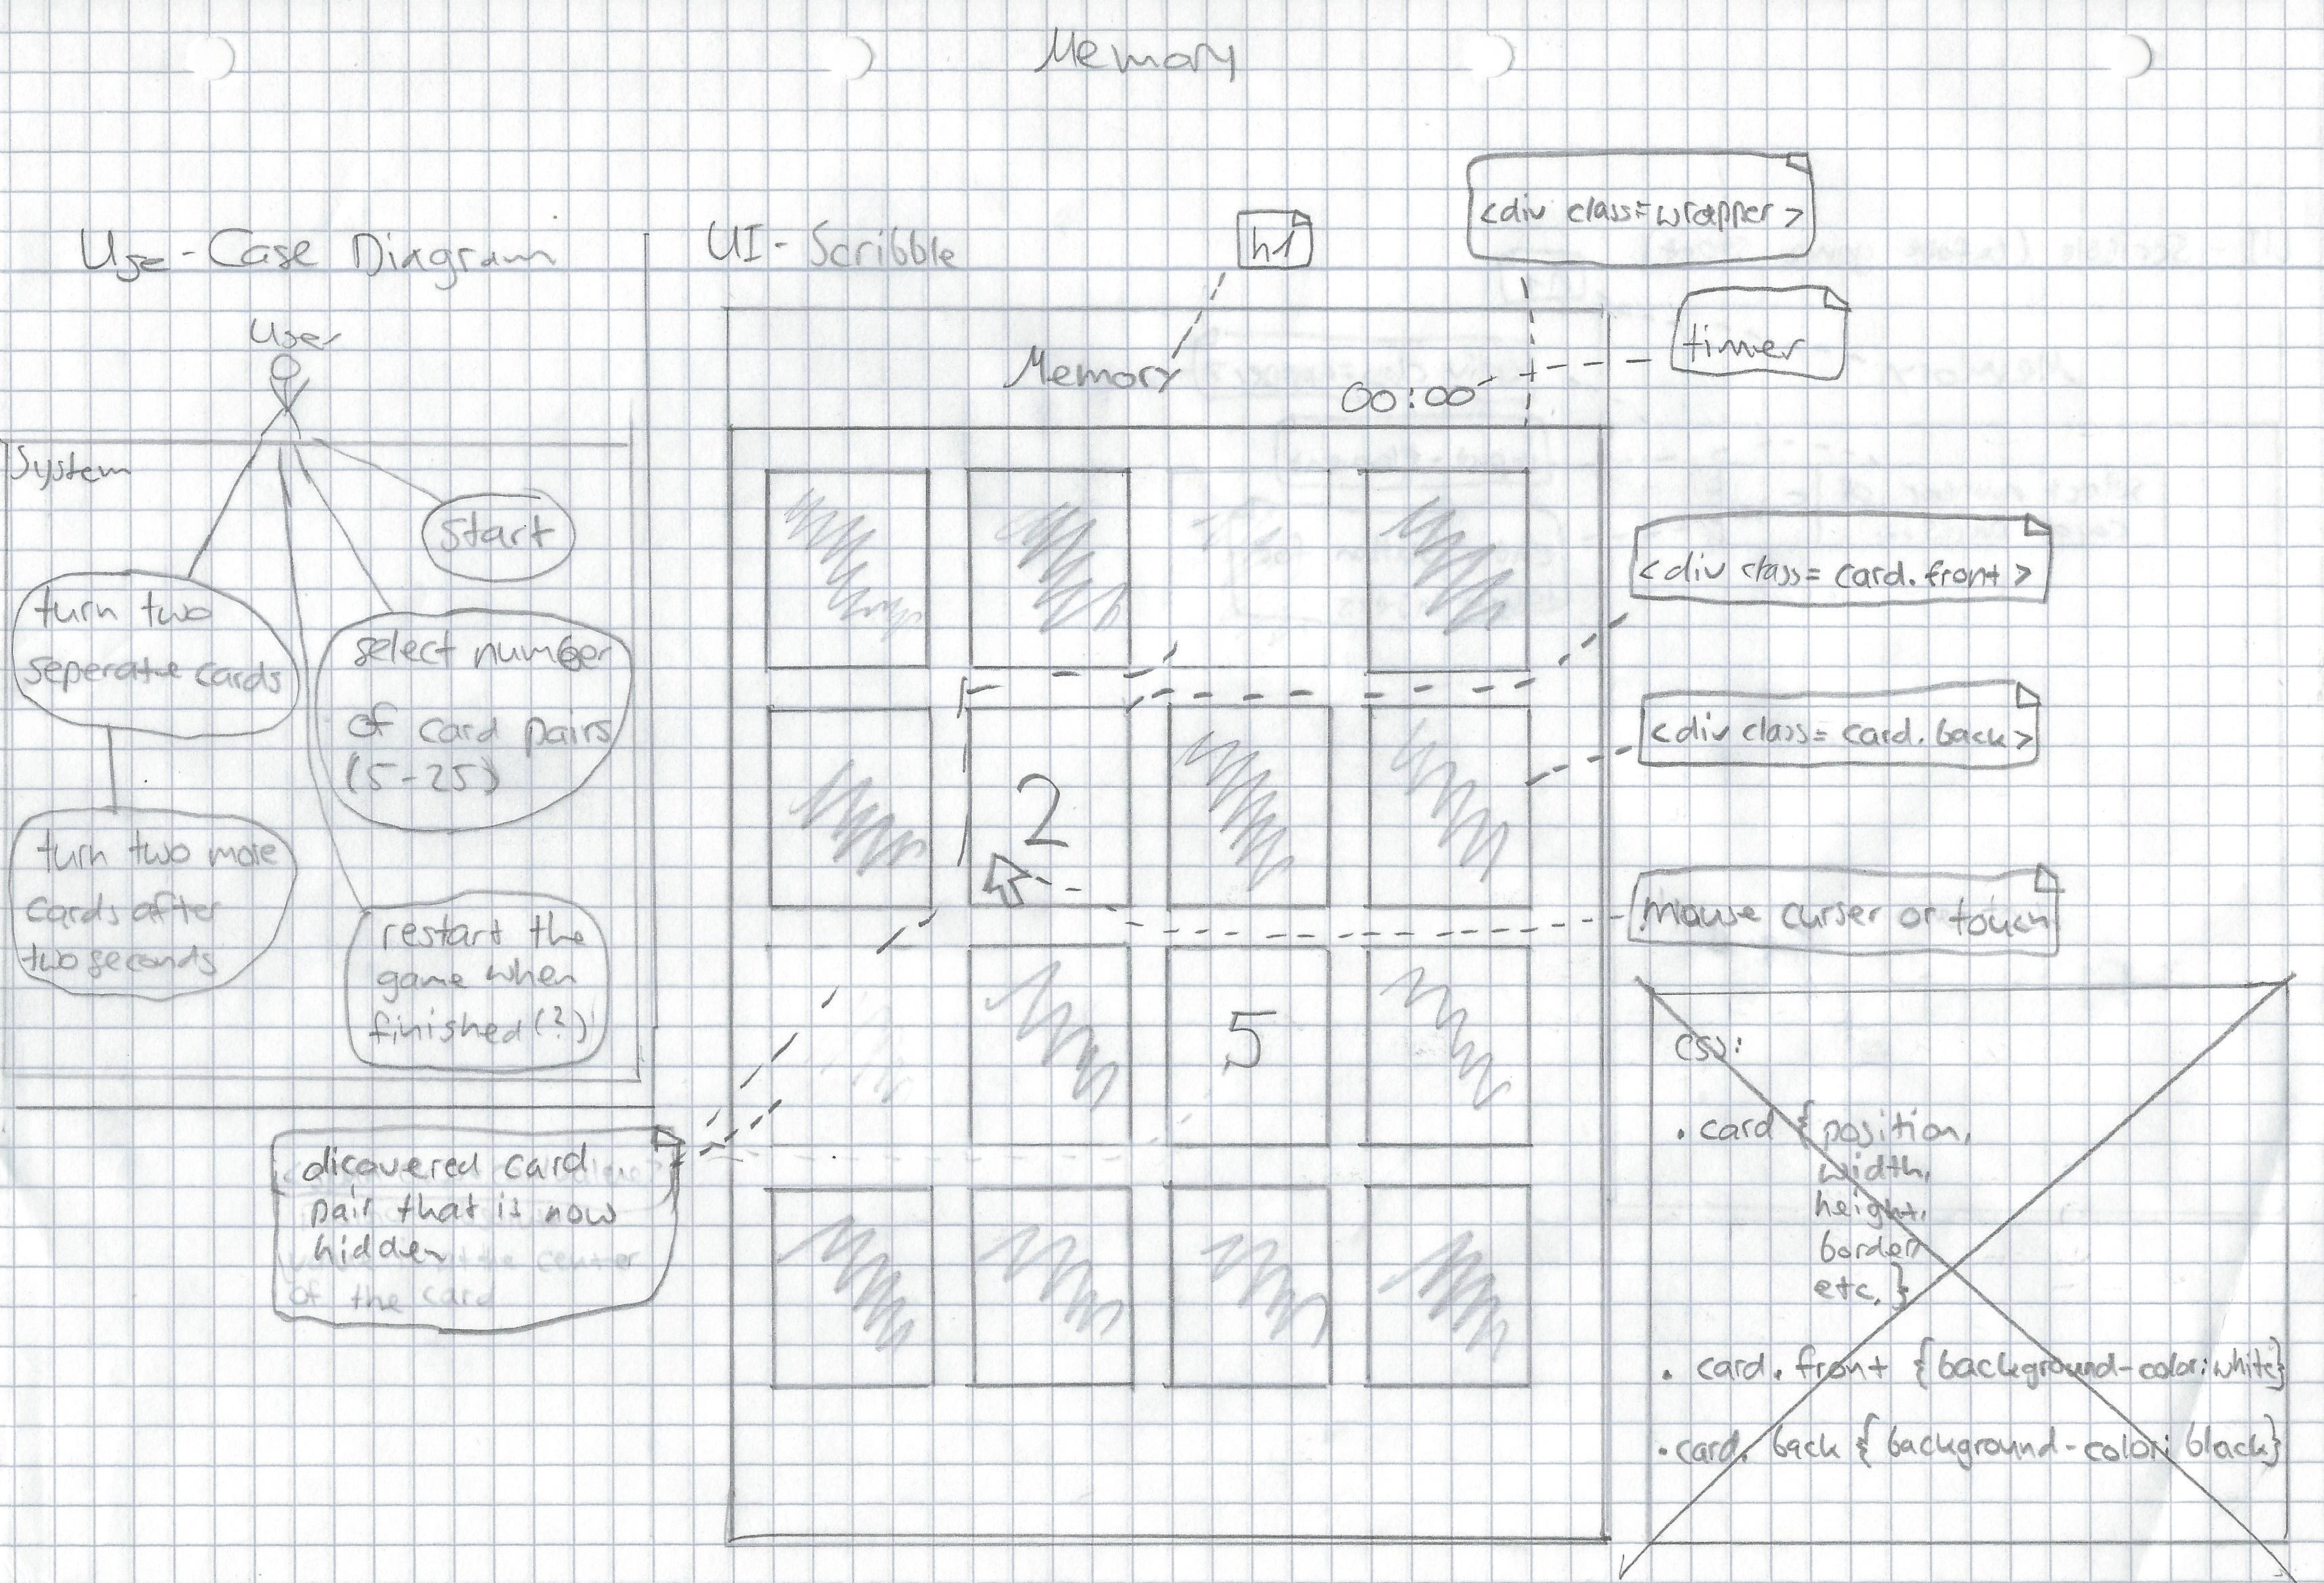 Memory
Use-Case Diagram
User
System
start
turn two
seperate cards
select number
of card pairs
(5-25)
turn two more
cards after
two seconds
restart the
game when
finished(?)
UI-Scribble
h1
<div class=wrapper>
timer
Memory
00:00
<div class= card.front>
2
<div class= card.back>
mouse curser or touch
5
dicovered card
pair that is now
hidden
of the card
css:
.card {position,
width,
height,
border
etc.}
. card. front {background-color:white}
.card. back {background-color: black}